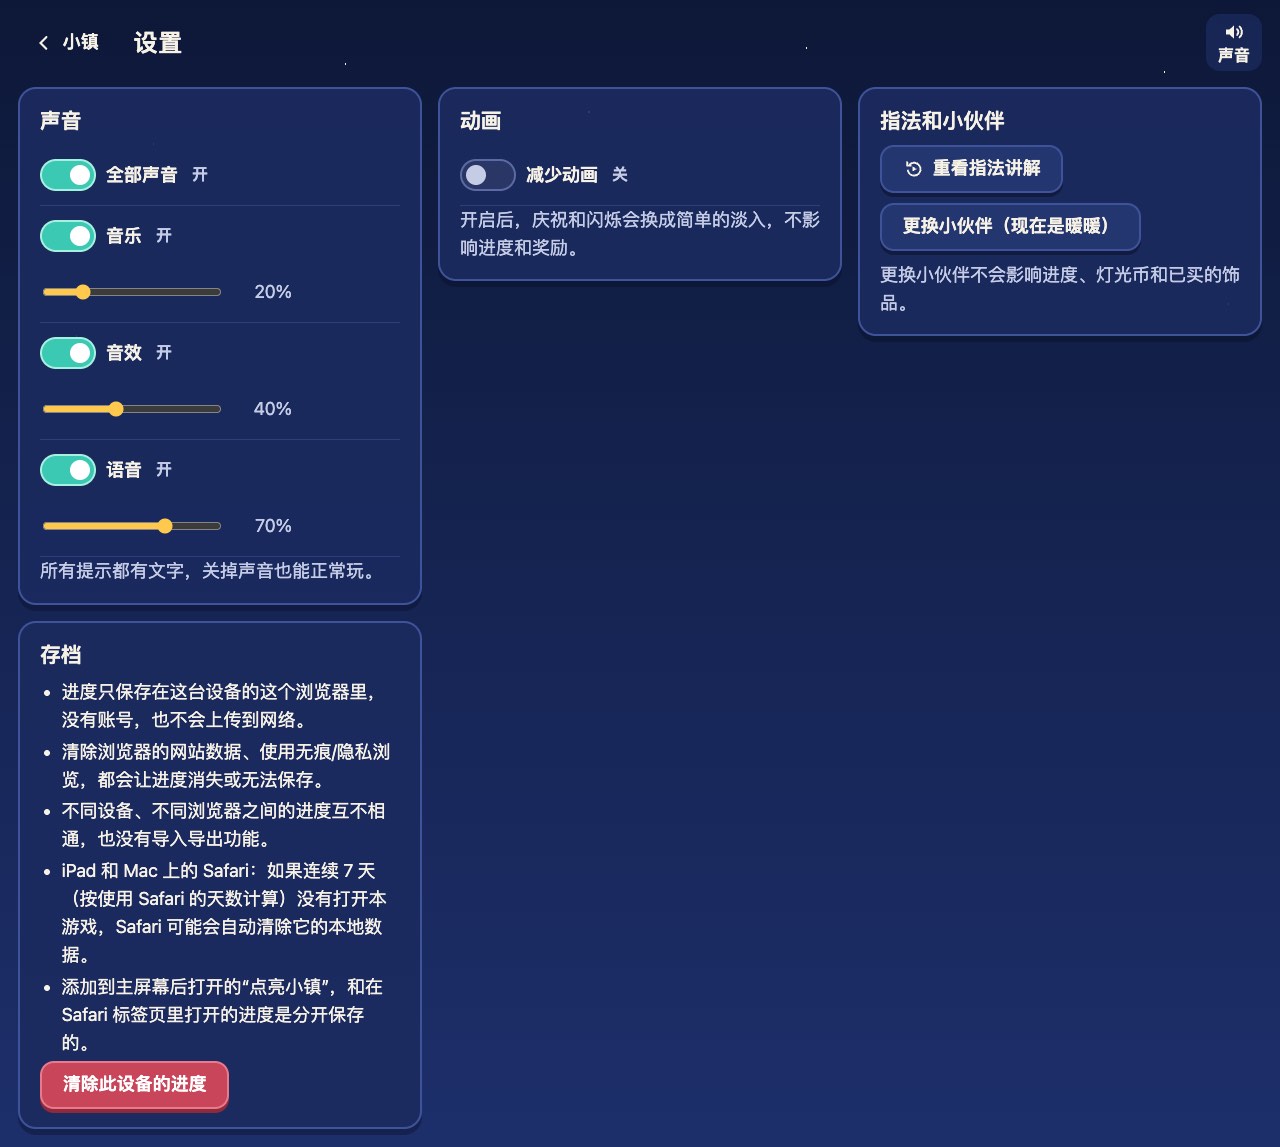 小镇
设置
声音
声音
全部声音 开
音乐 开
20%
音效 开
40%
语音 开
70%
所有提示都有文字，关掉声音也能正常玩。
动画
减少动画 关
开启后，庆祝和闪烁会换成简单的淡入，不影
响进度和奖励。
指法和小伙伴
重看指法讲解
更换小伙伴（现在是暖暖）
更换小伙伴不会影响进度、灯光币和已买的饰
品。
存档
• 进度只保存在这台设备的这个浏览器里，
没有账号，也不会上传到网络。
• 清除浏览器的网站数据、使用无痕/隐私浏
览，都会让进度消失或无法保存。
• 不同设备、不同浏览器之间的进度互不相
通，也没有导入导出功能。
• iPad 和 Mac 上的 Safari：如果连续 7 天
（按使用 Safari 的天数计算）没有打开本
游戏，Safari 可能会自动清除它的本地数
据。
• 添加到主屏幕后打开的“点亮小镇”，和在
Safari 标签页里打开的进度是分开保存
的。
清除此设备的进度